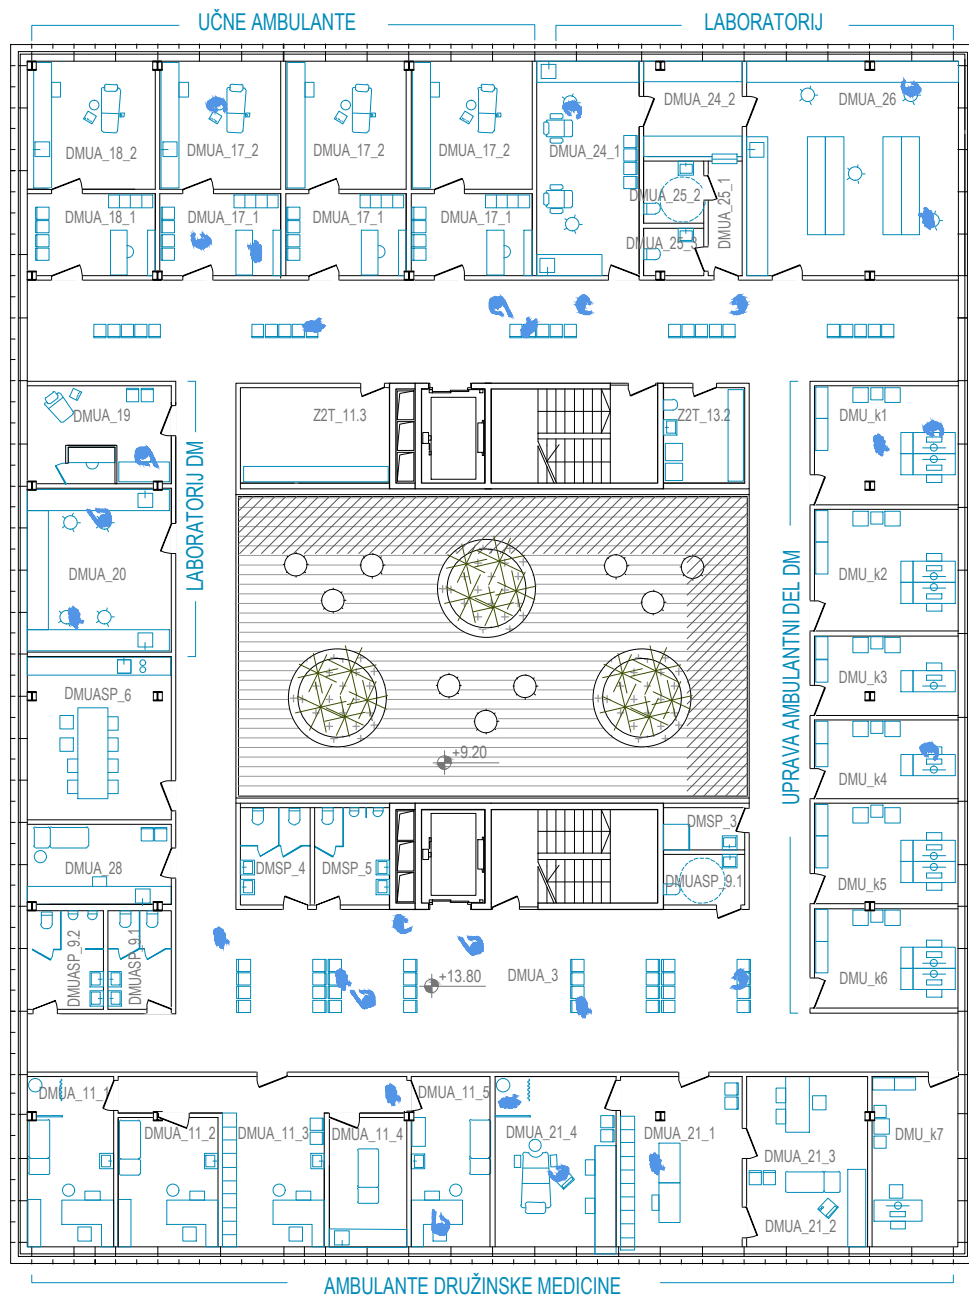 UČNE AMBULANTE
LABORATORIJ
DMUA_18_2
DMUA_17_2
DMUA_17_2
DMUA_17_2
DMUA_24_1
DMUA_24_2
DMUA_26
DMUA_25_2
DMUA_25_1
DMUA_25_3
DMUA_18_1
DMUA_17_1
DMUA_17_1
DMUA_17_1
DMUA_19
LABORATORIJ DM
Z2T_11.3
Z2T_13.2
DMU_k1
DMUA_20
DMU_k2
UPRAVA AMBULANTNI DEL DM
DMUASP_6
DMU_k3
+9.20
DMU_k4
DMUA_28
DMSP_4
DMSP_5
DMSP_3
DMUASP_9.1
DMU_k5
DMUASP_9.2
DMUASP_9.1
+13.80
DMUA_3
DMU_k6
DMUA_11_1
DMUA_11_2
DMUA_11_3
DMUA_11_4
DMUA_11_5
DMUA_21_4
DMUA_21_1
DMUA_21_3
DMUA_21_2
DMU_k7
AMBULANTE DRUŽINSKE MEDICINE